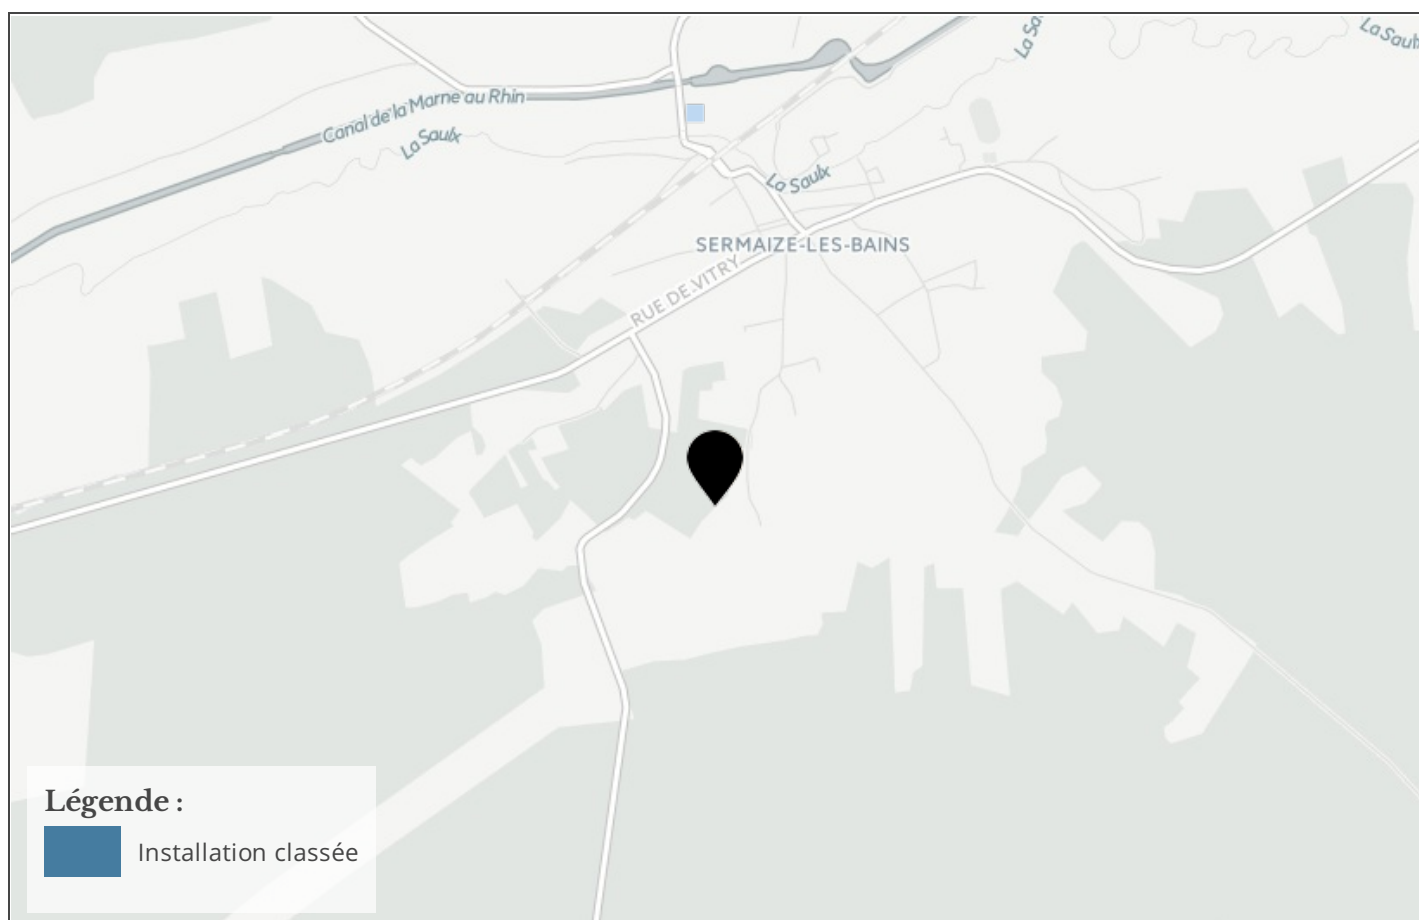 La Sa
La Saulx
Canal de la Marne au Rhin
La Saulx
La Saulx
SERMAIZE-LES-BAINS
RUE DE VITRY
Légende :
Installation classée